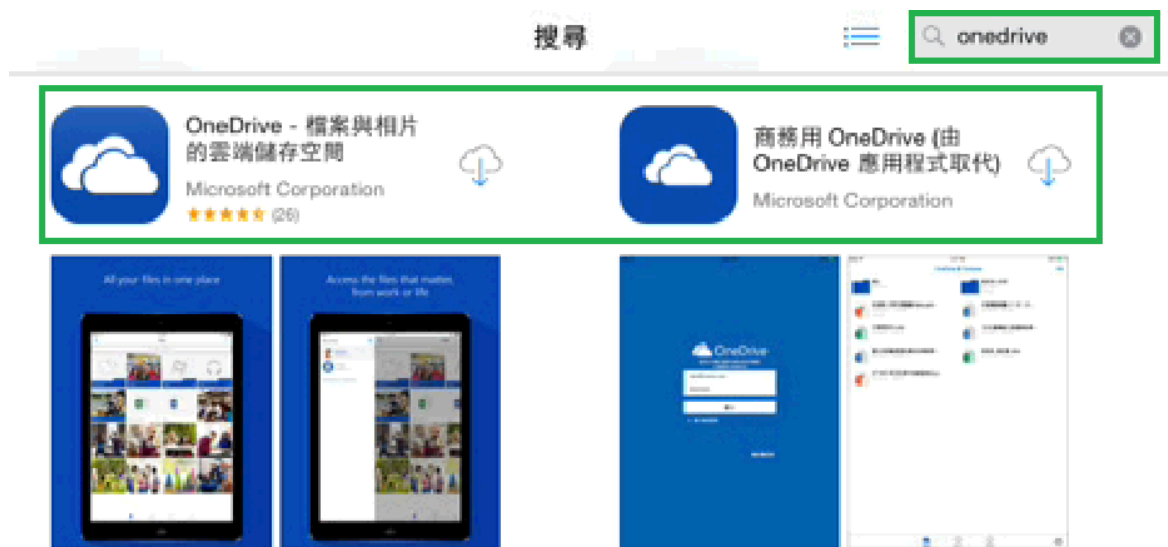 搜尋
onedrive
OneDrive - 檔案與相片
的雲端儲存空間
Microsoft Corporation
(26)
商務用 OneDrive (由
OneDrive 應用程式取代)
Microsoft Corporation
All your files in one place
Access the files that matter,
from work or life
OneDrive